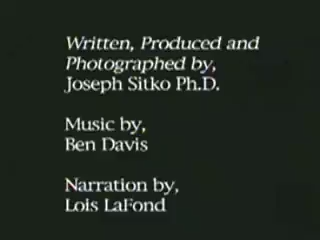 Written, Produced and
Photographed by,
Joseph Sitko Ph.D.
Music by,
Ben Davis
Narration by,
Lois LaFond